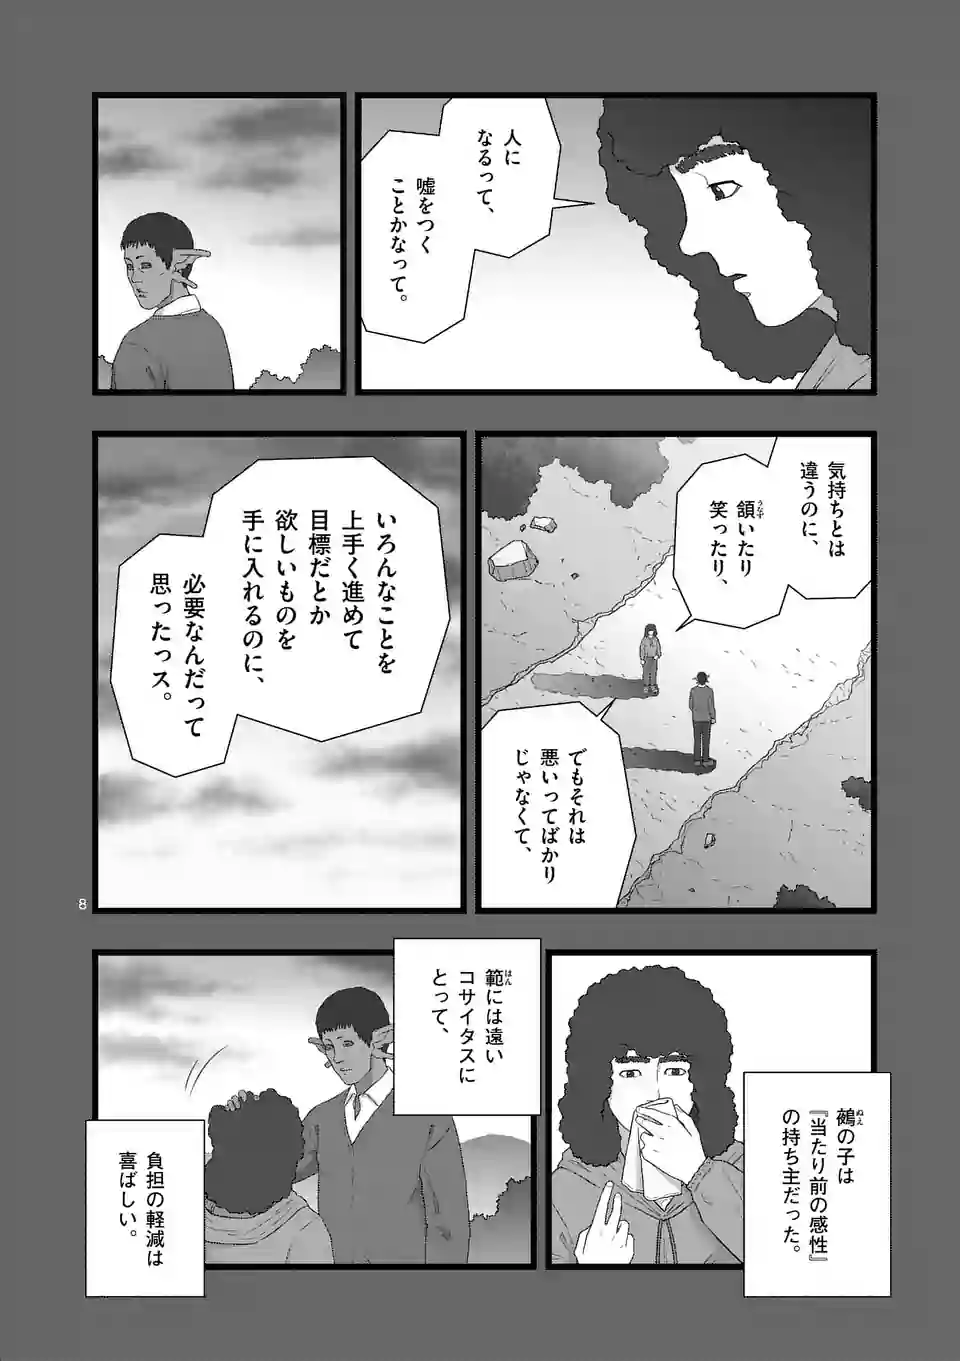 人に
なるって、
嘘をつく
ことかなって。
気持ちとは
違うのに、
頷いたり
うなず
笑ったり、
でもそれは
悪いってばかり
じゃなくて、
いろんなことを
上手く進めて
目標だとか
欲しいものを
手に入れるのに、
必要なんだって
思ったっス。
8
鵺の子は
ぬえ
『当たり前の感性』
の持ち主だった。
範には遠い
はん
コサイタスに
とって、
負担の軽減は
喜ばしい。